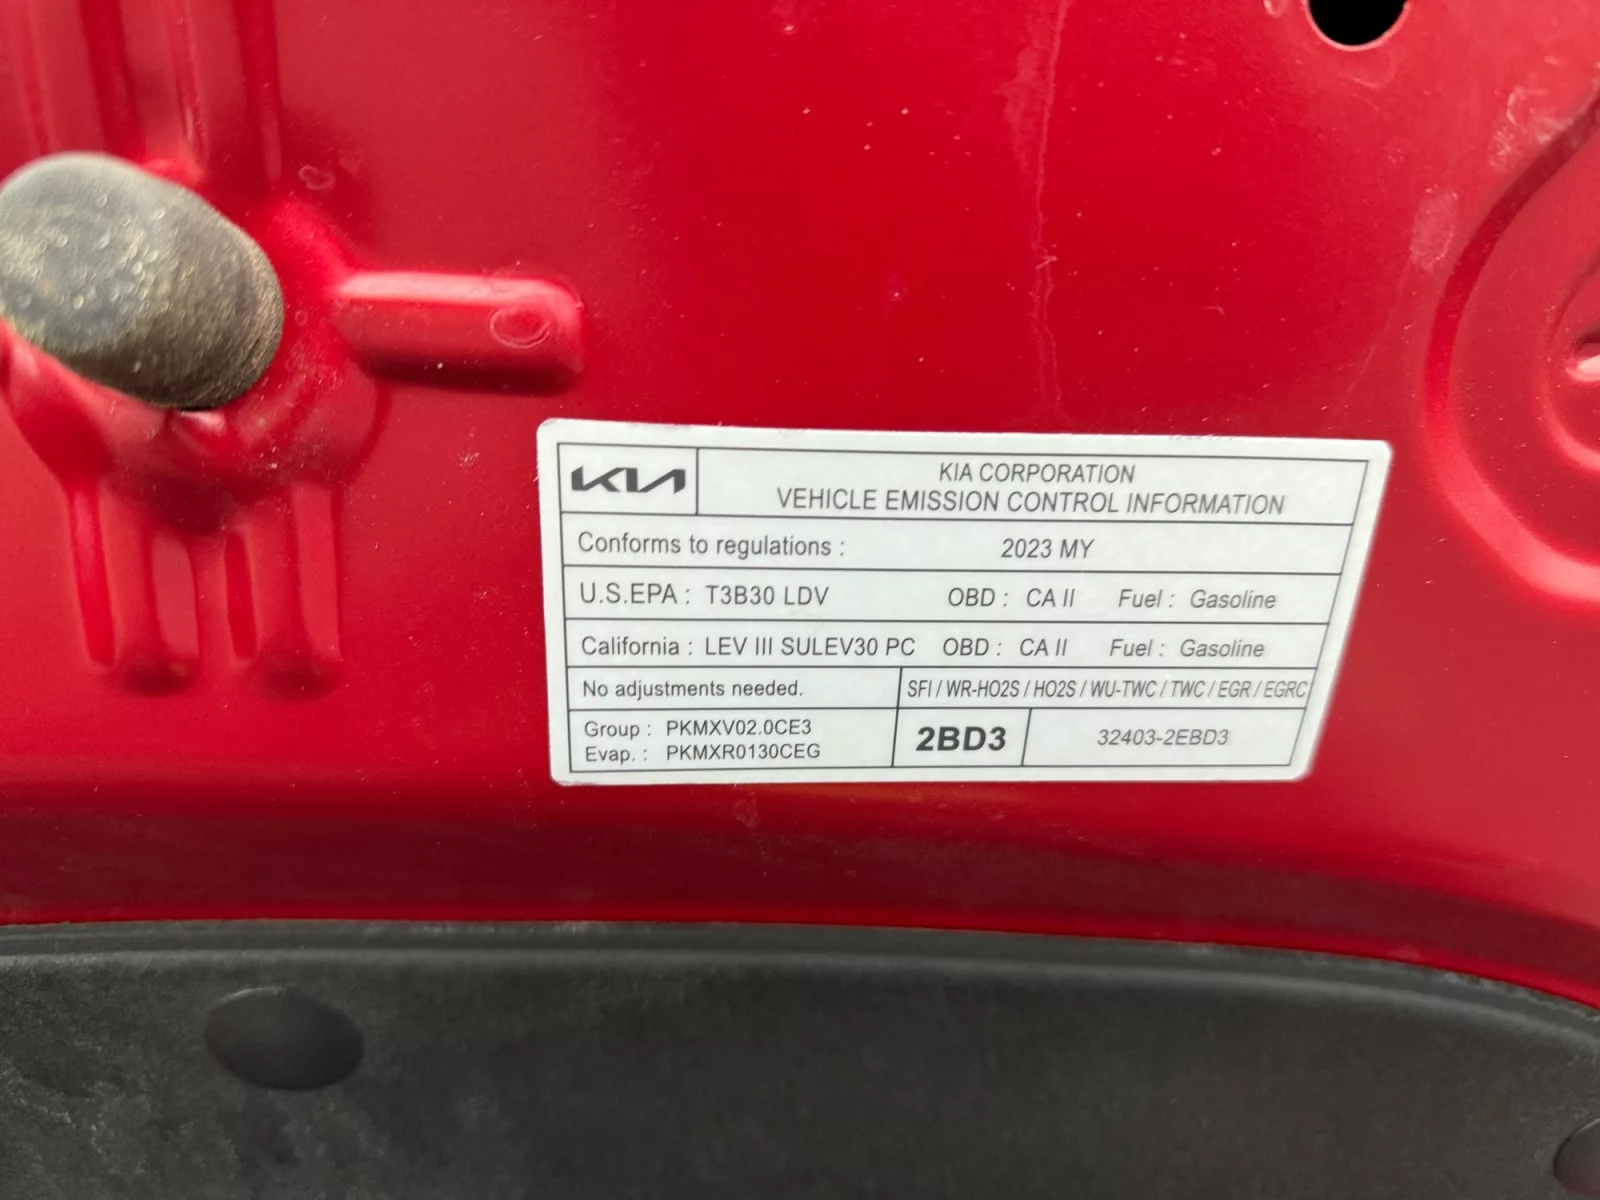 KIA
KIA CORPORATION
VEHICLE EMISSION CONTROL INFORMATION
Conforms to regulations : 2023 MY
U.S.EPA : T3B30 LDV OBD : CA II Fuel : Gasoline
California : LEV III SULEV30 PC OBD : CA II Fuel : Gasoline
No adjustments needed. SFI / WR-HO2S / HO2S / WU-TWC / TWC / EGR / EGRC
Group : PKMXV02.0CE3
Evap. : PKMXR0130CEG
2BD3 32403-2EBD3